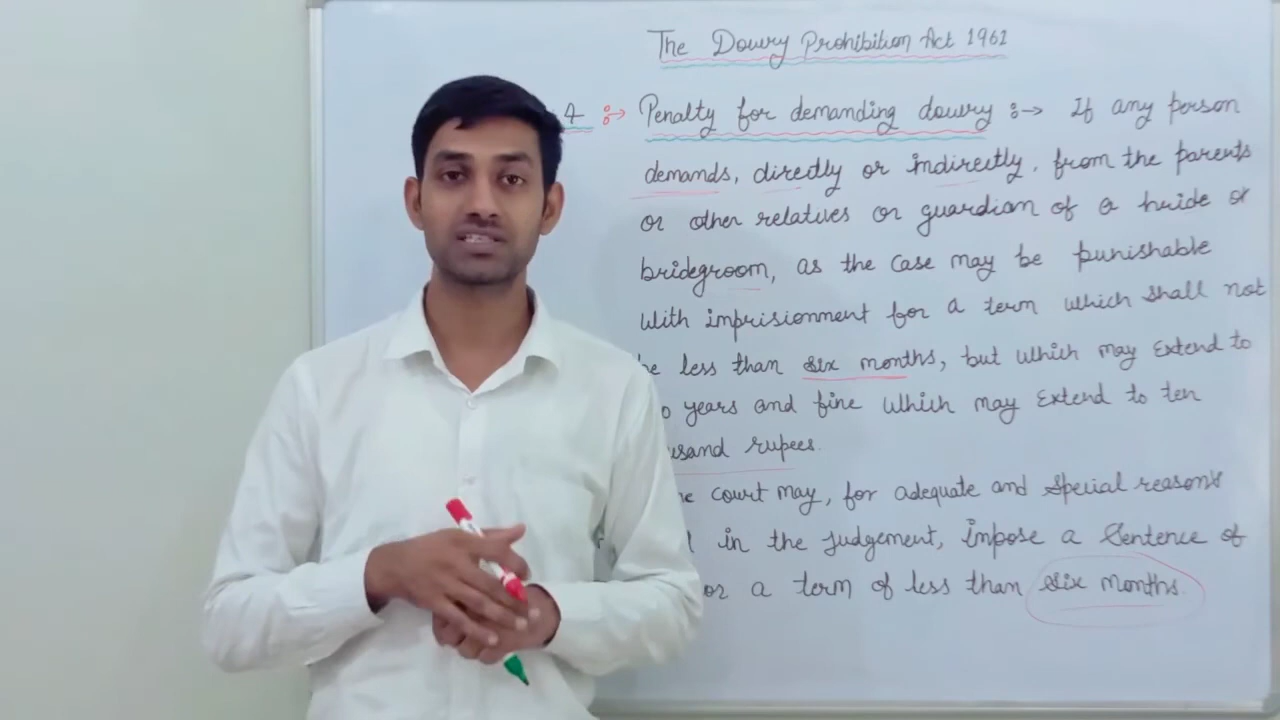 The Dowry Prohibition Act 1961
4 :→ Penalty for demanding dowry :→ If any person
demands, directly or indirectly, from the parents
or other relatives or guardian of a bride or
bridegroom, as the case may be punishable
With imprisionment for a term which shall not
less than six months, but which may Extend to
years and fine which may Extend to ten
rupees.
court may, for adequate and special reason's
in the judgement, impose a Sentence of
a term of less than six months.